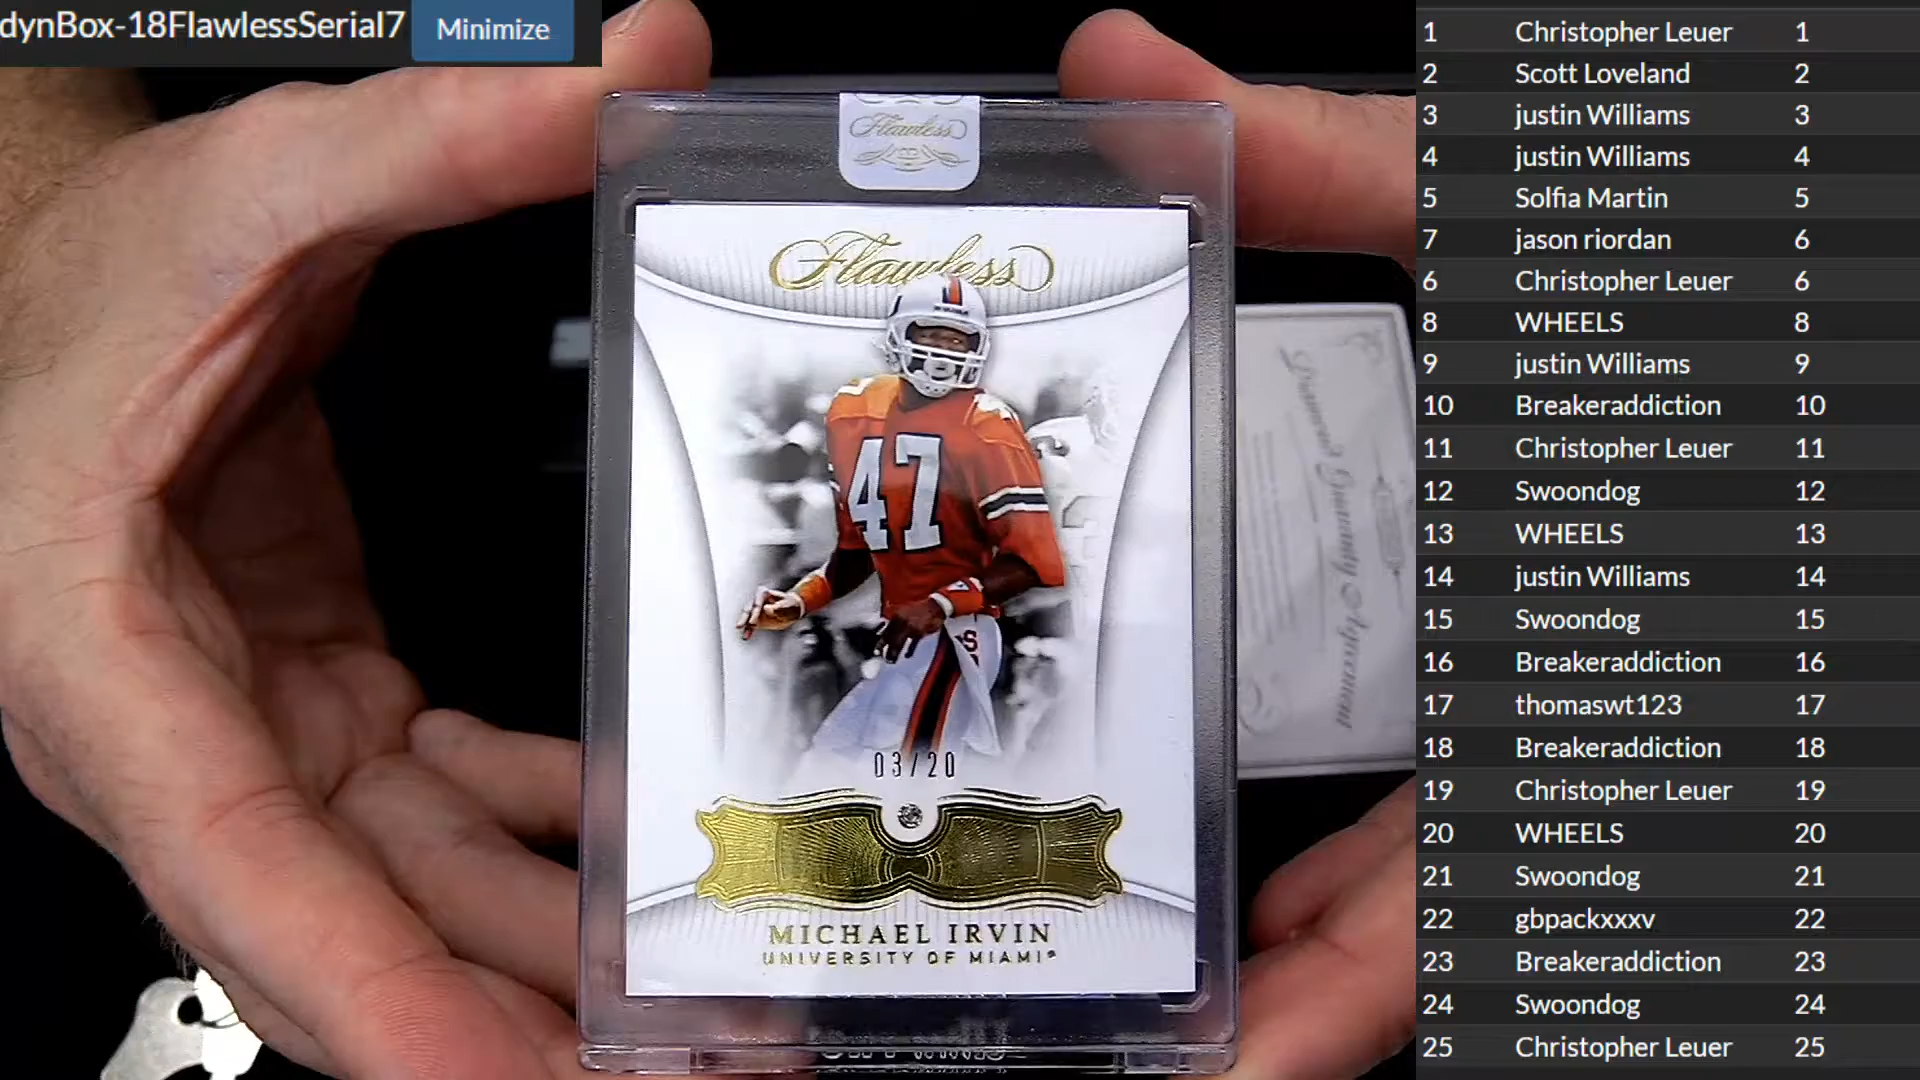 dynBox-18FlawlessSerial7
Minimize
Flawless
Flawless
47
S
03/20
MICHAEL IRVIN
UNIVERSITY OF MIAMI
1 Christopher Leuer 1
2 Scott Loveland 2
3 justin Williams 3
4 justin Williams 4
5 Solfia Martin 5
7 jason riordan 6
6 Christopher Leuer 6
8 WHEELS 8
9 justin Williams 9
10 Breakeraddiction 10
11 Christopher Leuer 11
12 Swoondog 12
13 WHEELS 13
14 justin Williams 14
15 Swoondog 15
16 Breakeraddiction 16
17 thomaswt123 17
18 Breakeraddiction 18
19 Christopher Leuer 19
20 WHEELS 20
21 Swoondog 21
22 gbpackxxxv 22
23 Breakeraddiction 23
24 Swoondog 24
25 Christopher Leuer 25